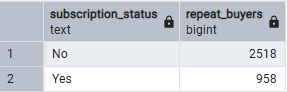 subscription_status repeat_buyers
text bigint
1 No 2518
2 Yes 958